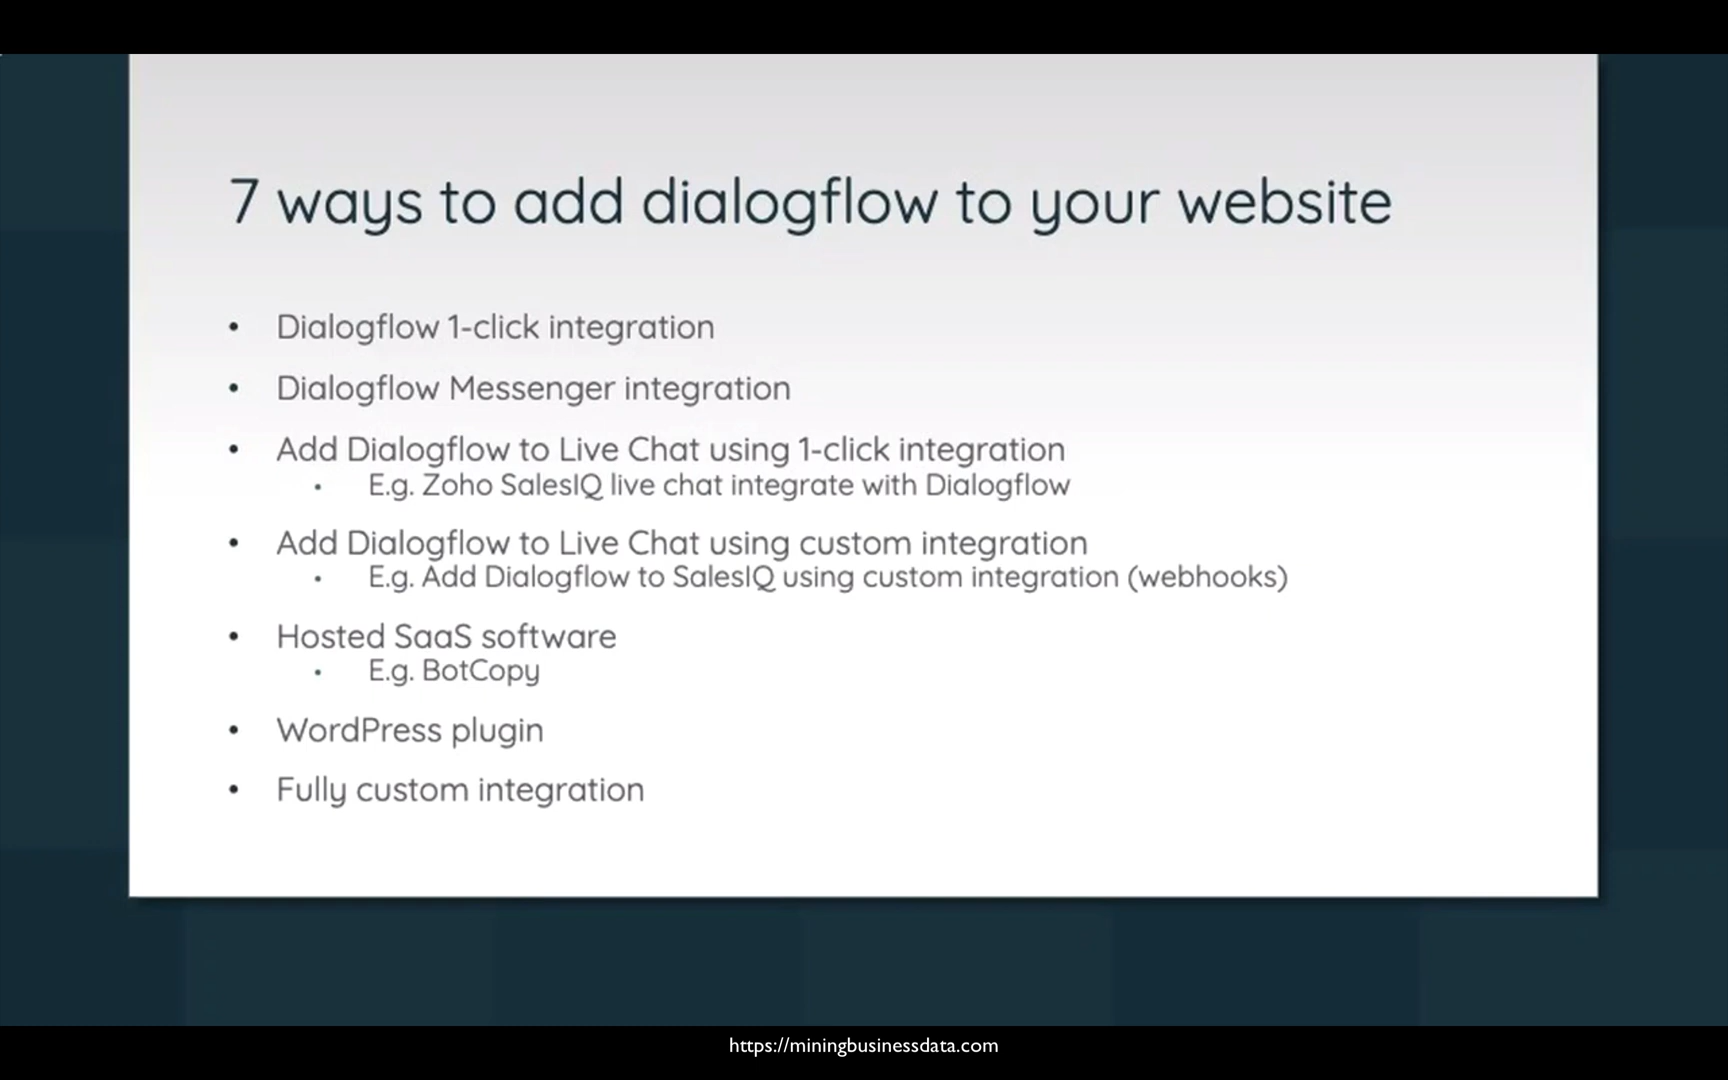 7 ways to add dialogflow to your website
• Dialogflow 1-click integration
• Dialogflow Messenger integration
• Add Dialogflow to Live Chat using 1-click integration
• E.g. Zoho SalesIQ live chat integrate with Dialogflow
• Add Dialogflow to Live Chat using custom integration
• E.g. Add Dialogflow to SalesIQ using custom integration (webhooks)
• Hosted SaaS software
• E.g. BotCopy
• WordPress plugin
• Fully custom integration
https://miningbusinessdata.com